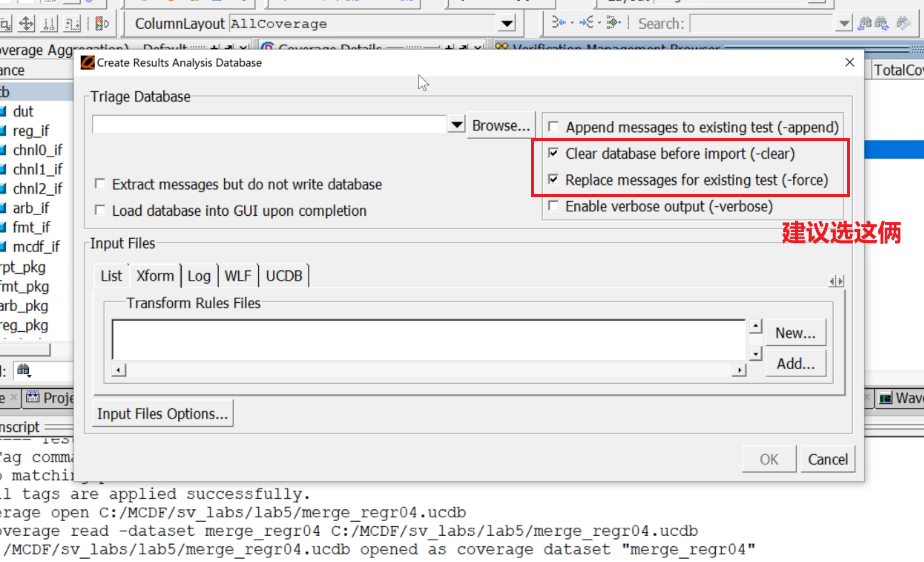 ColumnLayout AllCoverage
Search:
Coverage Details
Verification Management Browser
TotalCov
Create Results Analysis Database
Triage Database
Browse...
Append messages to existing test (-append)
Clear database before import (-clear)
Replace messages for existing test (-force)
Enable verbose output (-verbose)
Extract messages but do not write database
Load database into GUI upon completion
建议选这俩
Input Files
List Xform Log WLF UCDB
Transform Rules Files
New...
Add...
Input Files Options...
OK Cancel
dut
reg_if
chnl0_if
chnl1_if
chnl2_if
arb_if
fmt_if
mcdf_if
rpt_pkg
fmt_pkg
arb_pkg
reg_pkg
Proje
Wave
nscript
Tag comma
o matchin
ll tags are applied successfully.
erage open C:/MCDF/sv_labs/lab5/merge_regr04.ucdb
overage read -dataset merge_regr04 C:/MCDF/sv_labs/lab5/merge_regr04.ucdb
:/MCDF/sv_labs/lab5/merge_regr04.ucdb opened as coverage dataset "merge_regr04"